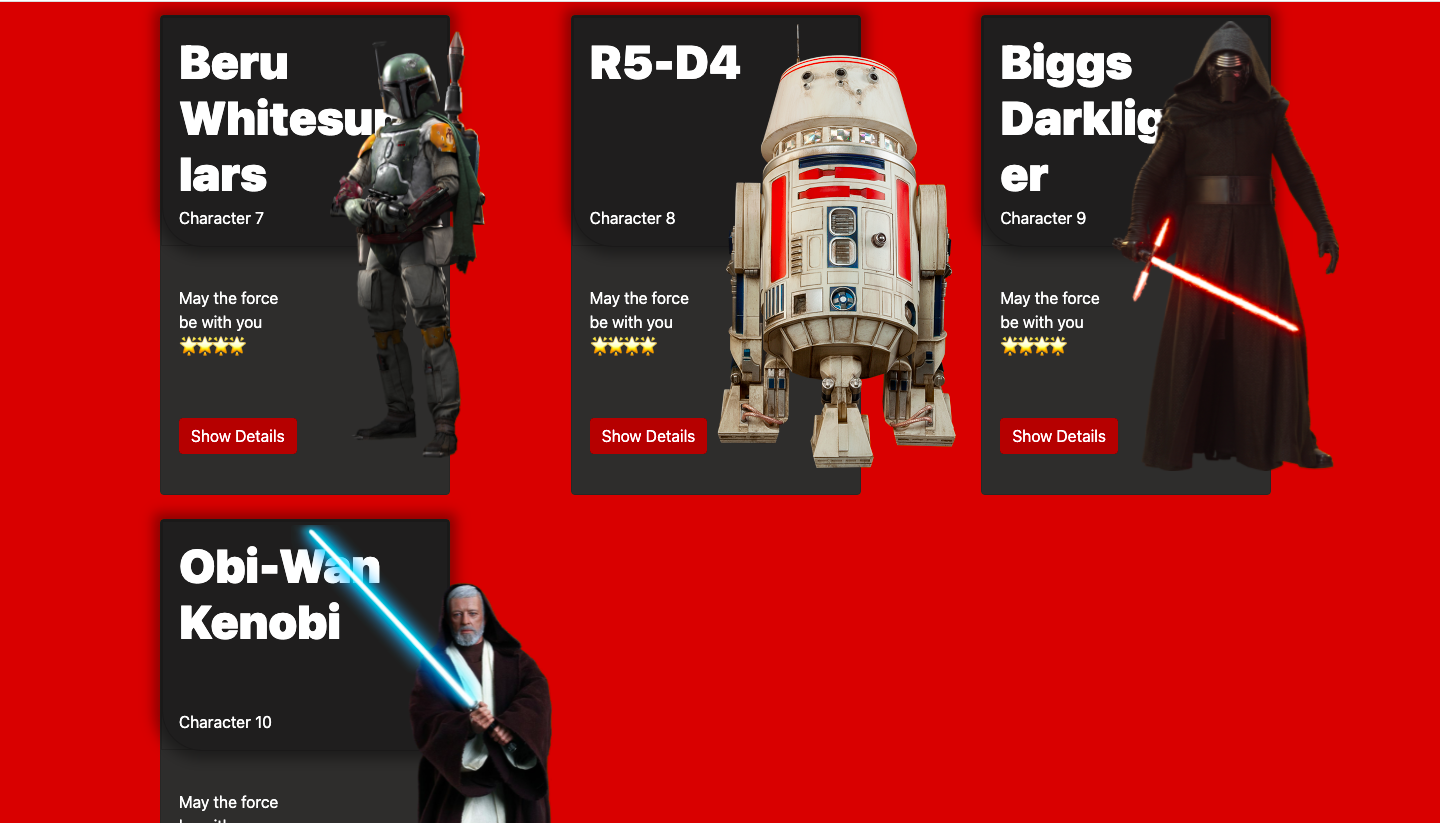 Beru
Whitesun
lars
Character 7
May the force
be with you
🌟🌟🌟🌟
Show Details
R5-D4
Character 8
May the force
be with you
🌟🌟🌟🌟
Show Details
Biggs
Darklig
er
Character 9
May the force
be with you
🌟🌟🌟🌟
Show Details
Obi-Wan
Kenobi
Character 10
May the force